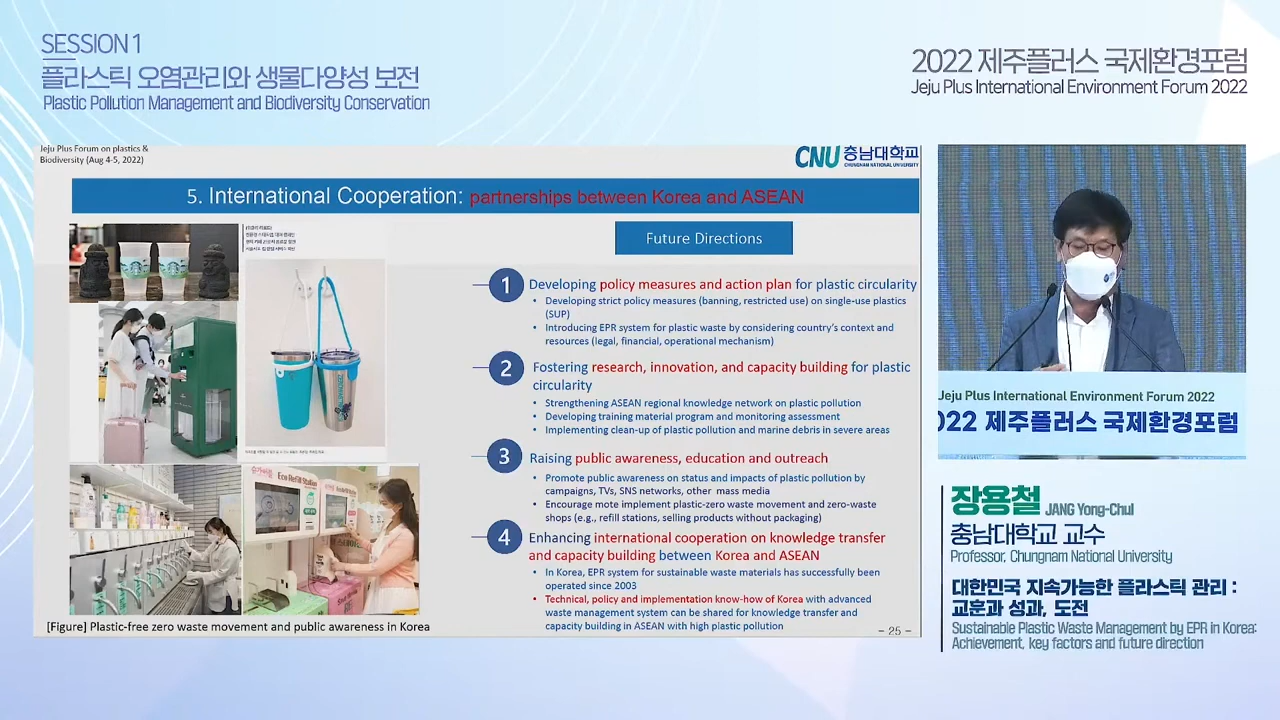 SESSION 1
플라스틱 오염관리와 생물다양성 보전
Plastic Pollution Management and Biodiversity Conservation
2022 제주플러스 국제환경포럼
Jeju Plus International Environment Forum 2022
Jeju Plus Forum on plastics &
Biodiversity (Aug 4-5, 2022)
CNU 충남대학교
CHUNGNAM NATIONAL UNIVERSITY
5. International Cooperation: partnerships between Korea and ASEAN
Future Directions
1 Developing policy measures and action plan for plastic circularity
• Developing strict policy measures (banning, restricted use) on single-use plastics
(SUP)
• Introducing EPR system for plastic waste by considering country's context and
resources (legal, financial, operational mechanism)
2 Fostering research, innovation, and capacity building for plastic
circularity
• Strengthening ASEAN regional knowledge network on plastic pollution
• Developing training material program and monitoring assessment
• Implementing clean-up of plastic pollution and marine debris in severe areas
3 Raising public awareness, education and outreach
• Promote public awareness on status and impacts of plastic pollution by
campaigns, TVs, SNS networks, other mass media
• Encourage mote implement plastic-zero waste movement and zero-waste
shops (e.g., refill stations, selling products without packaging)
4 Enhancing international cooperation on knowledge transfer
and capacity building between Korea and ASEAN
• In Korea, EPR system for sustainable waste materials has successfully been
operated since 2003
• Technical, policy and implementation know-how of Korea with advanced
waste management system can be shared for knowledge transfer and
capacity building in ASEAN with high plastic pollution
Eco Refill Station
[Figure] Plastic-free zero waste movement and public awareness in Korea
– 25 –
Jeju Plus International Environment Forum 2022
022 제주플러스 국제환경포럼
장용철 JANG Yong-Chul
충남대학교 교수
Professor, Chungnam National University
대한민국 지속가능한 플라스틱 관리 :
교훈과 성과, 도전
Sustainable Plastic Waste Management by EPR in Korea:
Achievement, key factors and future direction